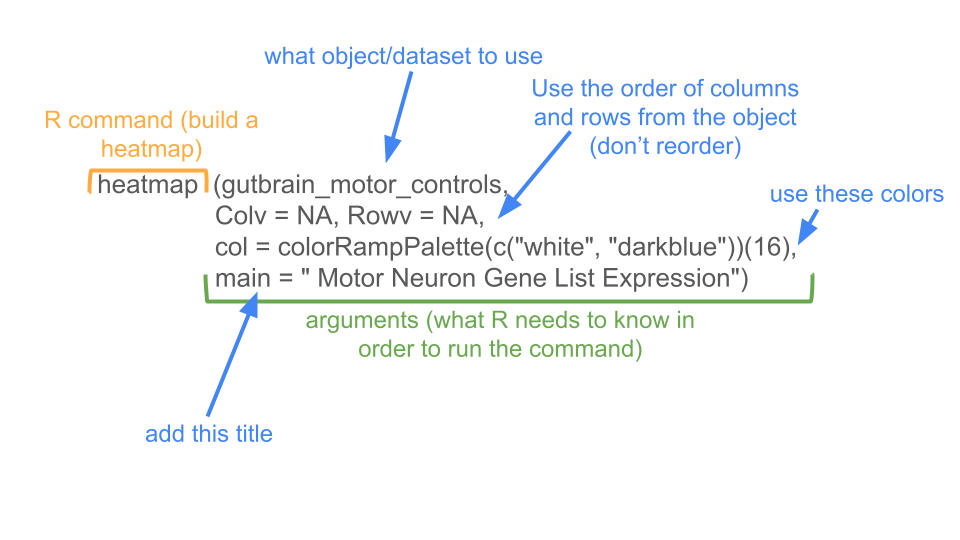 what object/dataset to use
Use the order of columns
and rows from the object
(don’t reorder)
R command (build a
heatmap)
use these colors
heatmap (gutbrain_motor_controls,
Colv = NA, Rowv = NA,
col = colorRampPalette(c("white", "darkblue"))(16),
main = " Motor Neuron Gene List Expression")
arguments (what R needs to know in
order to run the command)
add this title